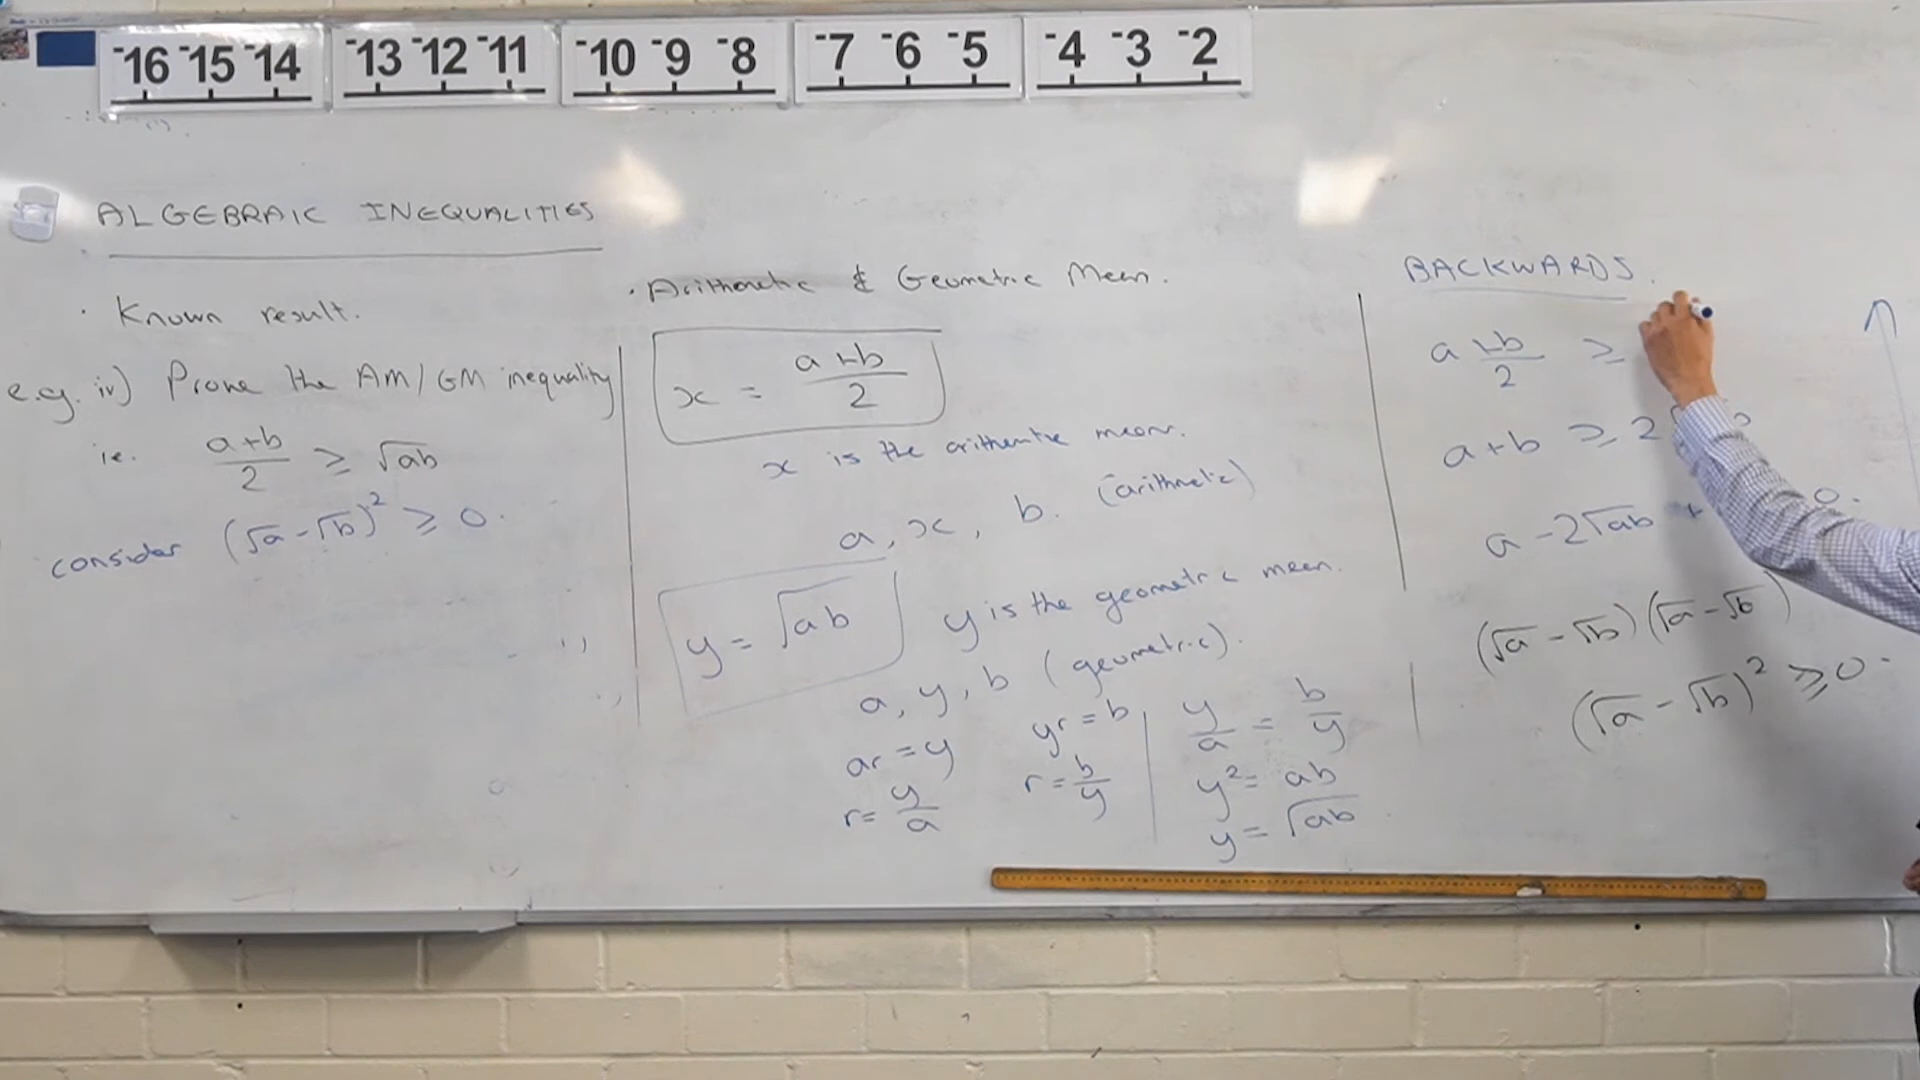 -16 -15 -14 -13 -12 -11 -10 -9 -8 -7 -6 -5 -4 -3 -2
ALGEBRAIC INEQUALITIES
· Known result.
e.g. iv) Prove the AM/GM inequality
ie. (a+b)/2 ≥ √ab
consider (√a-√b)² ≥ 0.
· Arithmetic & Geometric Mean.
x = (a+b)/2
x is the arithmetic mean.
a, x, b. (arithmetic)
y = √ab
y is the geometric mean.
a, y, b (geometric).
ar = y
r = y/a
yr = b
r = b/y
y/a = b/y
y² = ab
y = √ab
BACKWARDS.
(a+b)/2 ≥
a+b ≥ 2
a - 2√ab + 0.
(√a - √b)(√a - √b)
(√a - √b)² ≥ 0.